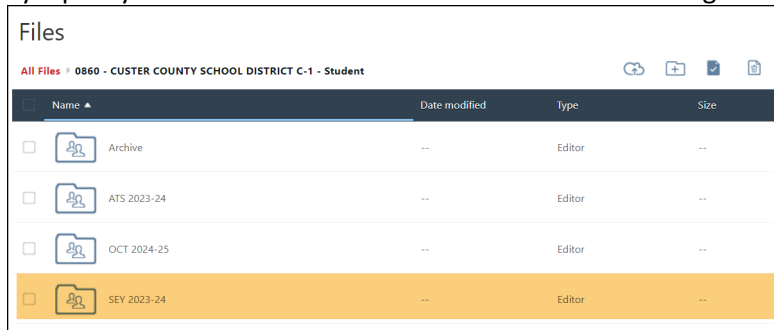 Files
All Files 0860 - CUSTER COUNTY SCHOOL DISTRICT C-1 - Student
Name Date modified Type Size
Archive -- Editor --
ATS 2023-24 -- Editor --
OCT 2024-25 -- Editor --
SEY 2023-24 -- Editor --